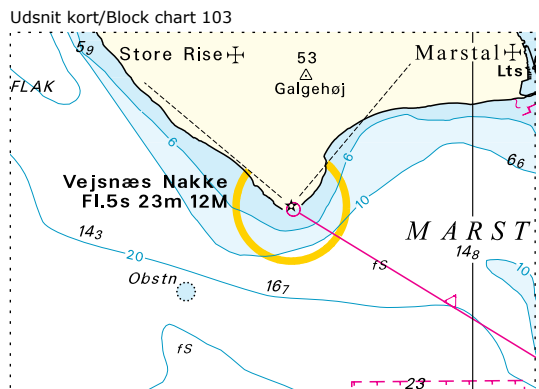 Udsnit kort/Block chart 103
5₉
Store Rise
53
Galgehøj
Marstal
Lts
FLAK
6
6
6₆
Vejsnæs Nakke
Fl.5s 23m 12M
10
14₃
MARST
20
14₈
10
fS
Obstn
16₇
fS
23